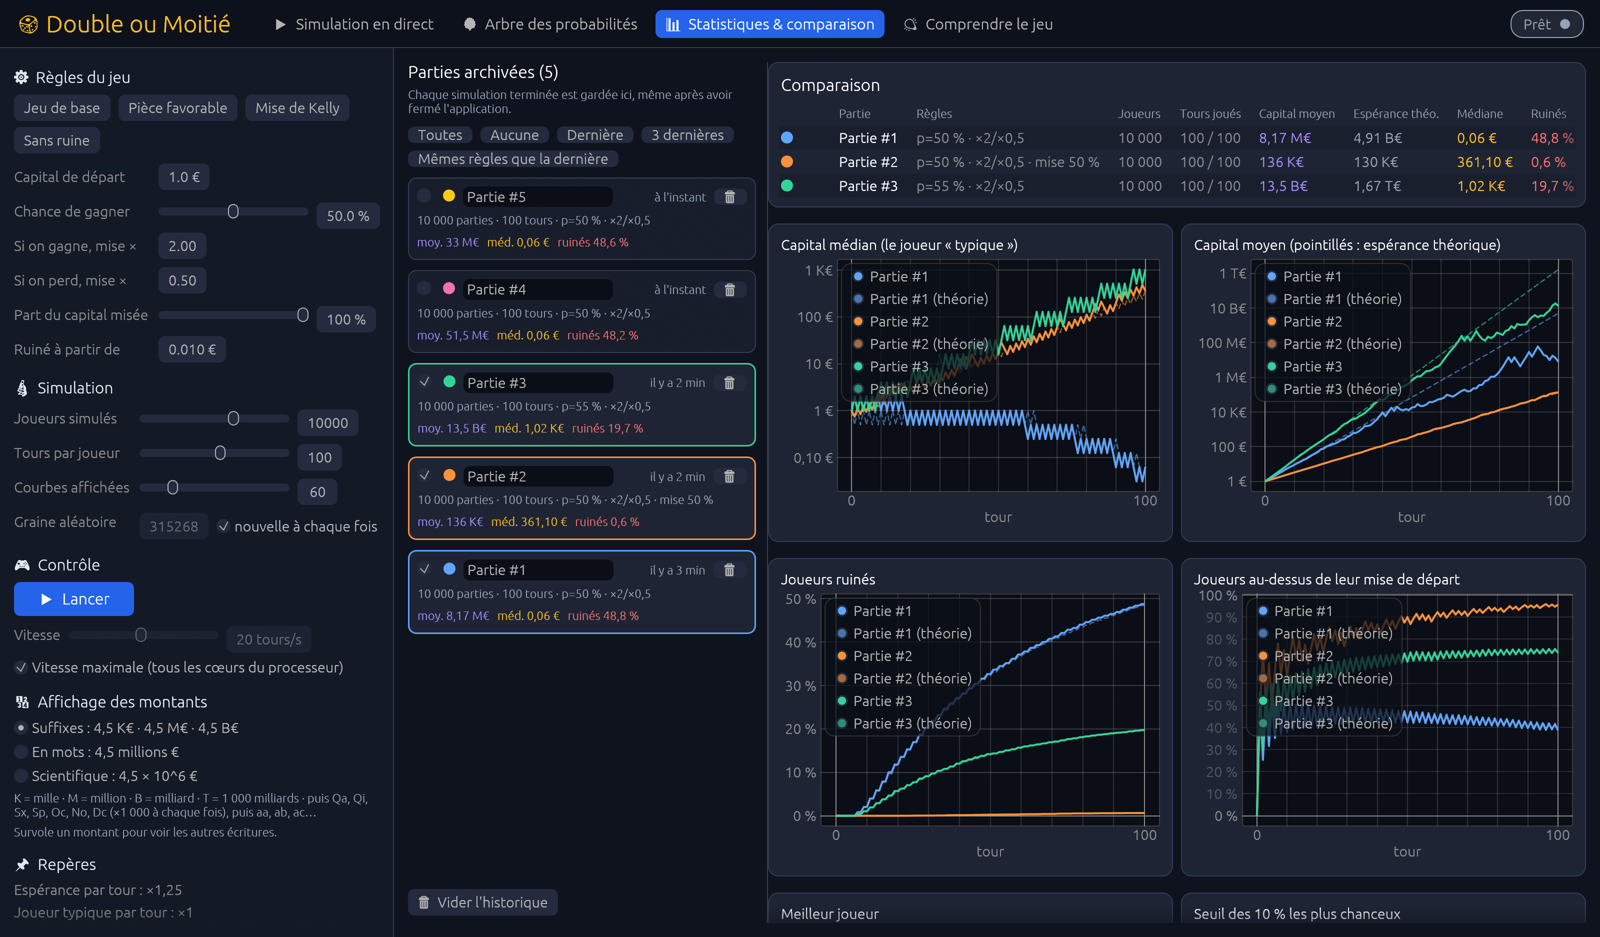 Double ou Moitié
Simulation en direct
Arbre des probabilités
Statistiques & comparaison
Comprendre le jeu
Prêt
Règles du jeu
Jeu de base
Pièce favorable
Mise de Kelly
Sans ruine
Capital de départ
1.0 €
Chance de gagner
50.0 %
Si on gagne, mise ×
2.00
Si on perd, mise ×
0.50
Part du capital misée
100 %
Ruiné à partir de
0.010 €
Simulation
Joueurs simulés
10000
Tours par joueur
100
Courbes affichées
60
Graine aléatoire
315268
nouvelle à chaque fois
Contrôle
Lancer
Vitesse
20 tours/s
Vitesse maximale (tous les cœurs du processeur)
Affichage des montants
Suffixes : 4,5 K€ · 4,5 M€ · 4,5 B€
En mots : 4,5 millions €
Scientifique : 4,5 × 10^6 €
K = mille · M = million · B = milliard · T = 1 000 milliards · puis Qa, Qi,
Sx, Sp, Oc, No, Dc (×1 000 à chaque fois), puis aa, ab, ac…
Survole un montant pour voir les autres écritures.
Repères
Espérance par tour : ×1,25
Joueur typique par tour : ×1
Parties archivées (5)
Chaque simulation terminée est gardée ici, même après avoir
fermé l'application.
Toutes
Aucune
Dernière
3 dernières
Mêmes règles que la dernière
Partie #5
à l'instant
10 000 parties · 100 tours · p=50 % · ×2/×0,5
moy. 33 M€ méd. 0,06 € ruinés 48,6 %
Partie #4
à l'instant
10 000 parties · 100 tours · p=50 % · ×2/×0,5
moy. 51,5 M€ méd. 0,06 € ruinés 48,2 %
Partie #3
il y a 2 min
10 000 parties · 100 tours · p=55 % · ×2/×0,5
moy. 13,5 B€ méd. 1,02 K€ ruinés 19,7 %
Partie #2
il y a 2 min
10 000 parties · 100 tours · p=50 % · ×2/×0,5 · mise 50 %
moy. 136 K€ méd. 361,10 € ruinés 0,6 %
Partie #1
il y a 3 min
10 000 parties · 100 tours · p=50 % · ×2/×0,5
moy. 8,17 M€ méd. 0,06 € ruinés 48,8 %
Vider l'historique
Comparaison
Partie Règles Joueurs Tours joués Capital moyen Espérance théo. Médiane Ruinés
Partie #1 p=50 % · ×2/×0,5 10 000 100 / 100 8,17 M€ 4,91 B€ 0,06 € 48,8 %
Partie #2 p=50 % · ×2/×0,5 · mise 50 % 10 000 100 / 100 136 K€ 130 K€ 361,10 € 0,6 %
Partie #3 p=55 % · ×2/×0,5 10 000 100 / 100 13,5 B€ 1,67 T€ 1,02 K€ 19,7 %
Capital médian (le joueur « typique »)
1 K€
100 €
10 €
1 €
0,10 €
Partie #1
Partie #1 (théorie)
Partie #2
Partie #2 (théorie)
Partie #3
Partie #3 (théorie)
0
100
tour
Capital moyen (pointillés : espérance théorique)
1 T€
10 B€
100 M€
1 M€
10 K€
100 €
1 €
Partie #1
Partie #1 (théorie)
Partie #2
Partie #2 (théorie)
Partie #3
Partie #3 (théorie)
0
100
tour
Joueurs ruinés
50 %
40 %
30 %
20 %
10 %
0 %
Partie #1
Partie #1 (théorie)
Partie #2
Partie #2 (théorie)
Partie #3
Partie #3 (théorie)
0
100
tour
Joueurs au-dessus de leur mise de départ
100 %
90 %
80 %
70 %
60 %
50 %
40 %
30 %
20 %
10 %
0 %
Partie #1
Partie #1 (théorie)
Partie #2
Partie #2 (théorie)
Partie #3
Partie #3 (théorie)
0
100
tour
Meilleur joueur
Seuil des 10 % les plus chanceux